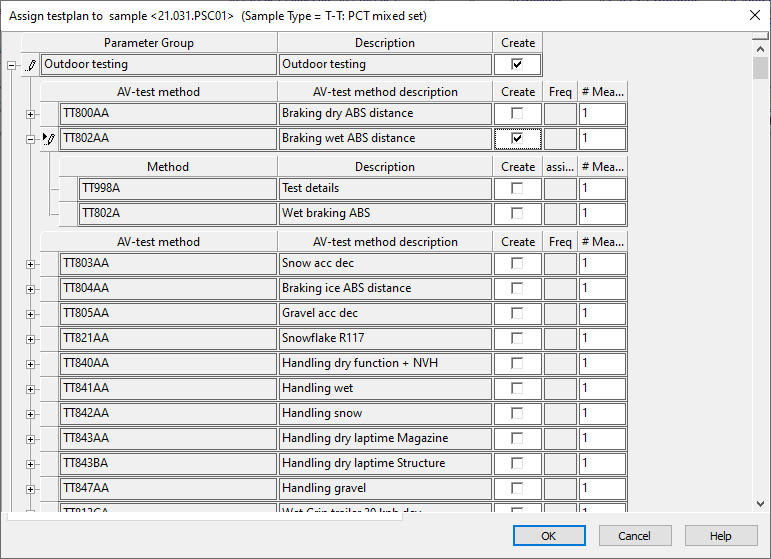 Assign testplan to  sample <21.031.PSC01>  (Sample Type = T-T: PCT mixed set)
Parameter Group Description Create
Outdoor testing Outdoor testing
AV-test method AV-test method description Create Freq # Mea...
TT800AA Braking dry ABS distance 1
TT802AA Braking wet ABS distance 1
Method Description Create assi... # Mea...
TT998A Test details 1
TT802A Wet braking ABS 1
AV-test method AV-test method description Create Freq # Mea...
TT803AA Snow acc dec 1
TT804AA Braking ice ABS distance 1
TT805AA Gravel acc dec 1
TT821AA Snowflake R117 1
TT840AA Handling dry function + NVH 1
TT841AA Handling wet 1
TT842AA Handling snow 1
TT843AA Handling dry laptime Magazine 1
TT843BA Handling dry laptime Structure 1
TT847AA Handling gravel 1
Wet Grip trailer
OK Cancel Help